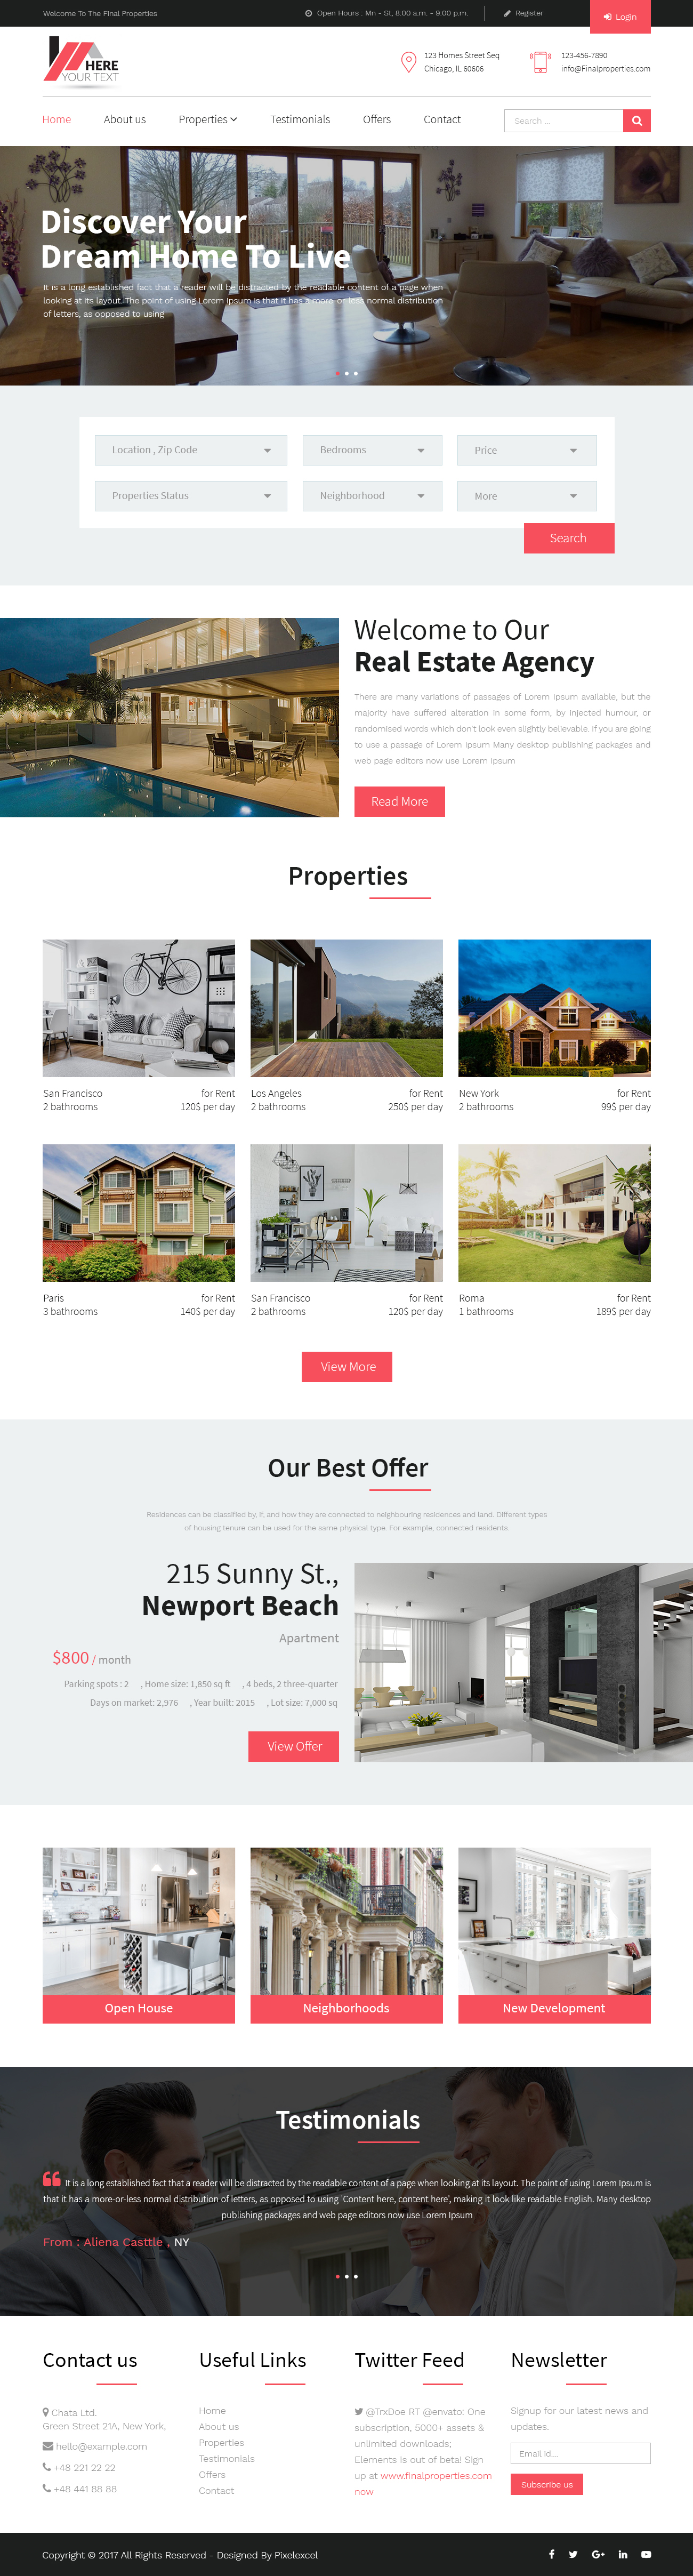 Welcome To The Final Properties
Open Hours : Mn - St, 8:00 a.m. - 9:00 p.m.
Register
Login
HERE
YOUR TEXT
123 Homes Street Seq
Chicago, IL 60606
123-456-7890
info@Finalproperties.com
Home
About us
Properties
Testimonials
Offers
Contact
Search ...
Discover Your
Dream Home To Live
It is a long established fact that a reader will be distracted by the readable content of a page when
looking at its layout. The point of using Lorem Ipsum is that it has a more-or-less normal distribution
of letters, as opposed to using
Location , Zip Code
Bedrooms
Price
Properties Status
Neighborhood
More
Search
Welcome to Our
Real Estate Agency
There are many variations of passages of Lorem Ipsum available, but the
majority have suffered alteration in some form, by injected humour, or
randomised words which don't look even slightly believable. If you are going
to use a passage of Lorem Ipsum Many desktop publishing packages and
web page editors now use Lorem Ipsum
Read More
Properties
San Francisco for Rent
2 bathrooms 120$ per day
Los Angeles for Rent
2 bathrooms 250$ per day
New York for Rent
2 bathrooms 99$ per day
Paris for Rent
3 bathrooms 140$ per day
San Francisco for Rent
2 bathrooms 120$ per day
Roma for Rent
1 bathrooms 189$ per day
View More
Our Best Offer
Residences can be classified by, if, and how they are connected to neighbouring residences and land. Different types
of housing tenure can be used for the same physical type. For example, connected residents.
215 Sunny St.,
Newport Beach
Apartment
$800 / month
Parking spots : 2 , Home size: 1,850 sq ft , 4 beds, 2 three-quarter
Days on market: 2,976 , Year built: 2015 , Lot size: 7,000 sq
View Offer
Open House
Neighborhoods
New Development
Testimonials
It is a long established fact that a reader will be distracted by the readable content of a page when looking at its layout. The point of using Lorem Ipsum is
that it has a more-or-less normal distribution of letters, as opposed to using 'Content here, content here', making it look like readable English. Many desktop
publishing packages and web page editors now use Lorem Ipsum
From : Aliena Casttle , NY
Contact us
Chata Ltd.
Green Street 21A, New York,
hello@example.com
+48 221 22 22
+48 441 88 88
Useful Links
Home
About us
Properties
Testimonials
Offers
Contact
Twitter Feed
@TrxDoe RT @envato: One
subscription, 5000+ assets &
unlimited downloads;
Elements is out of beta! Sign
up at www.finalproperties.com
now
Newsletter
Signup for our latest news and
updates.
Email id....
Subscribe us
Copyright © 2017 All Rights Reserved - Designed By Pixelexcel